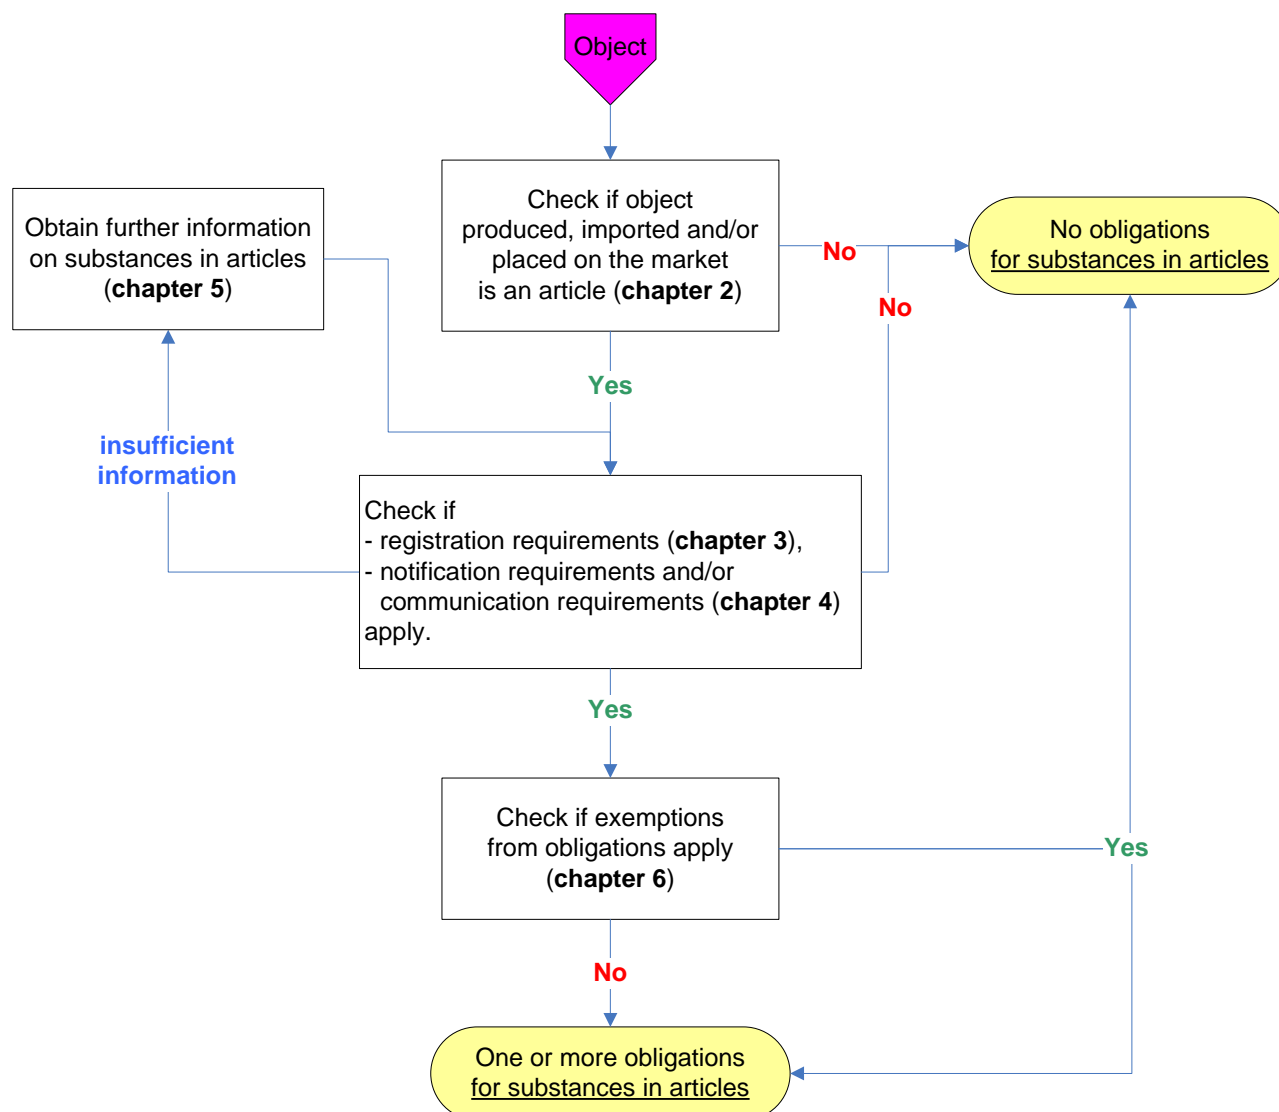 Object
Check if object
produced, imported and/or
placed on the market
is an article (chapter 2)
No
No obligations
for substances in articles
Obtain further information
on substances in articles
(chapter 5)
No
Yes
insufficient
information
Check if
- registration requirements (chapter 3),
- notification requirements and/or
communication requirements (chapter 4)
apply.
Yes
Check if exemptions
from obligations apply
(chapter 6)
Yes
No
One or more obligations
for substances in articles